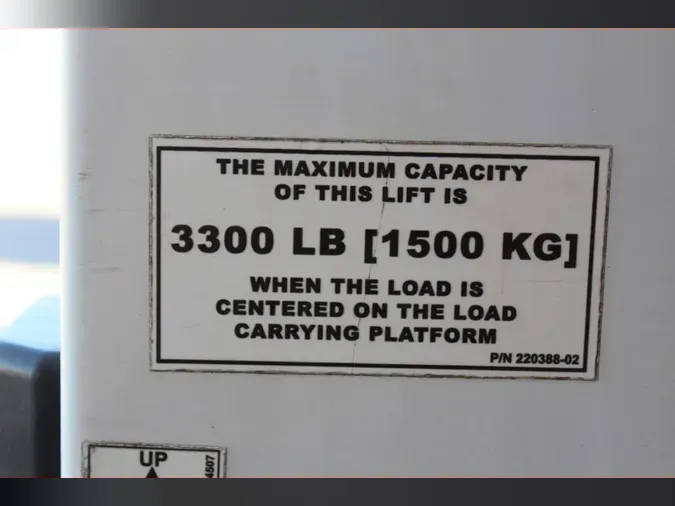 THE MAXIMUM CAPACITY
OF THIS LIFT IS
3300 LB [1500 KG]
WHEN THE LOAD IS
CENTERED ON THE LOAD
CARRYING PLATFORM
P/N 220388-02
UP
4507